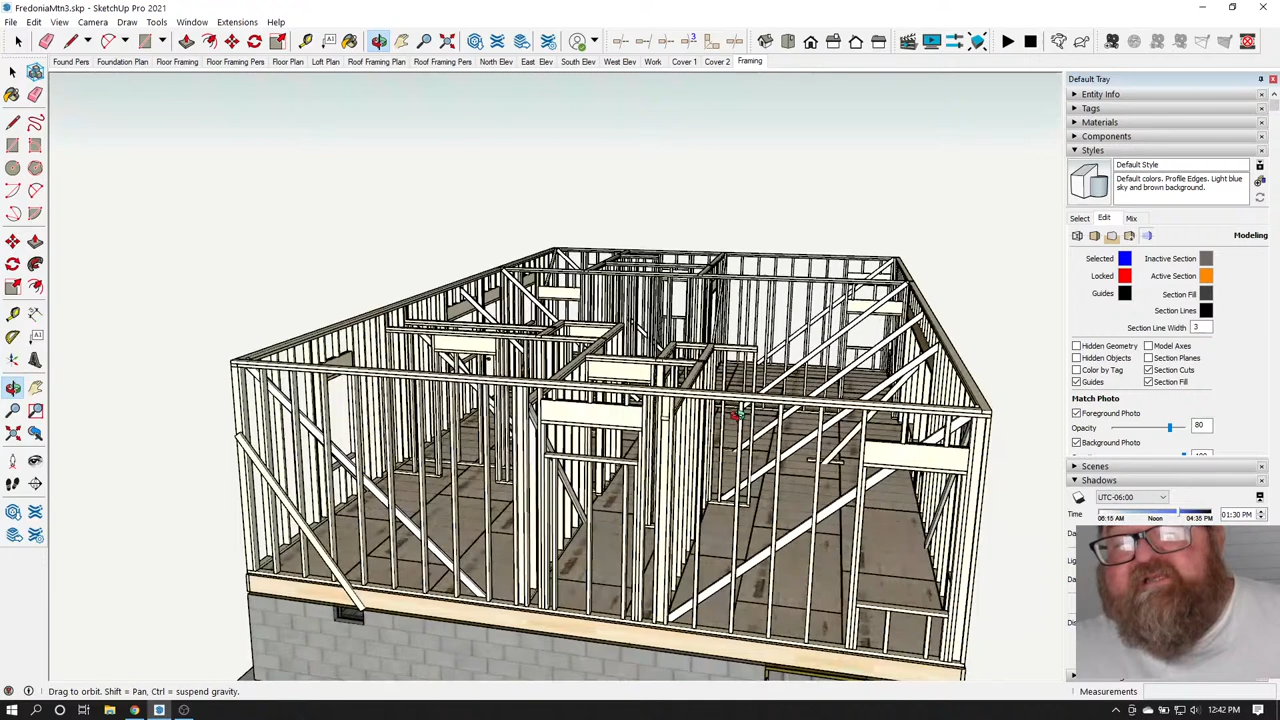 FredoniaMtn3.skp - SketchUp Pro 2021
File Edit View Camera Draw Tools Window Extensions Help
Found Pers Foundation Plan Floor Framing Floor Framing Pers Floor Plan Loft Plan Roof Framing Plan Roof Framing Pers North Elev East Elev South Elev West Elev Work Cover 1 Cover 2 Framing
Default Tray
Entity Info
Tags
Materials
Components
Styles
Default Style
Default colors. Profile Edges. Light blue
sky and brown background.
Select Edit Mix
Modeling
Selected Inactive Section
Locked Active Section
Guides Section Fill
Section Lines
Section Line Width 3
Hidden Geometry Model Axes
Hidden Objects Section Planes
Color by Tag Section Cuts
Guides Section Fill
Match Photo
Foreground Photo
Opacity 80
Background Photo
Scenes
Shadows
UTC-06:00
Time 06:15 AM Noon 04:35 PM 01:30 PM
Drag to orbit. Shift = Pan, Ctrl = suspend gravity.
Measurements
12:42 PM